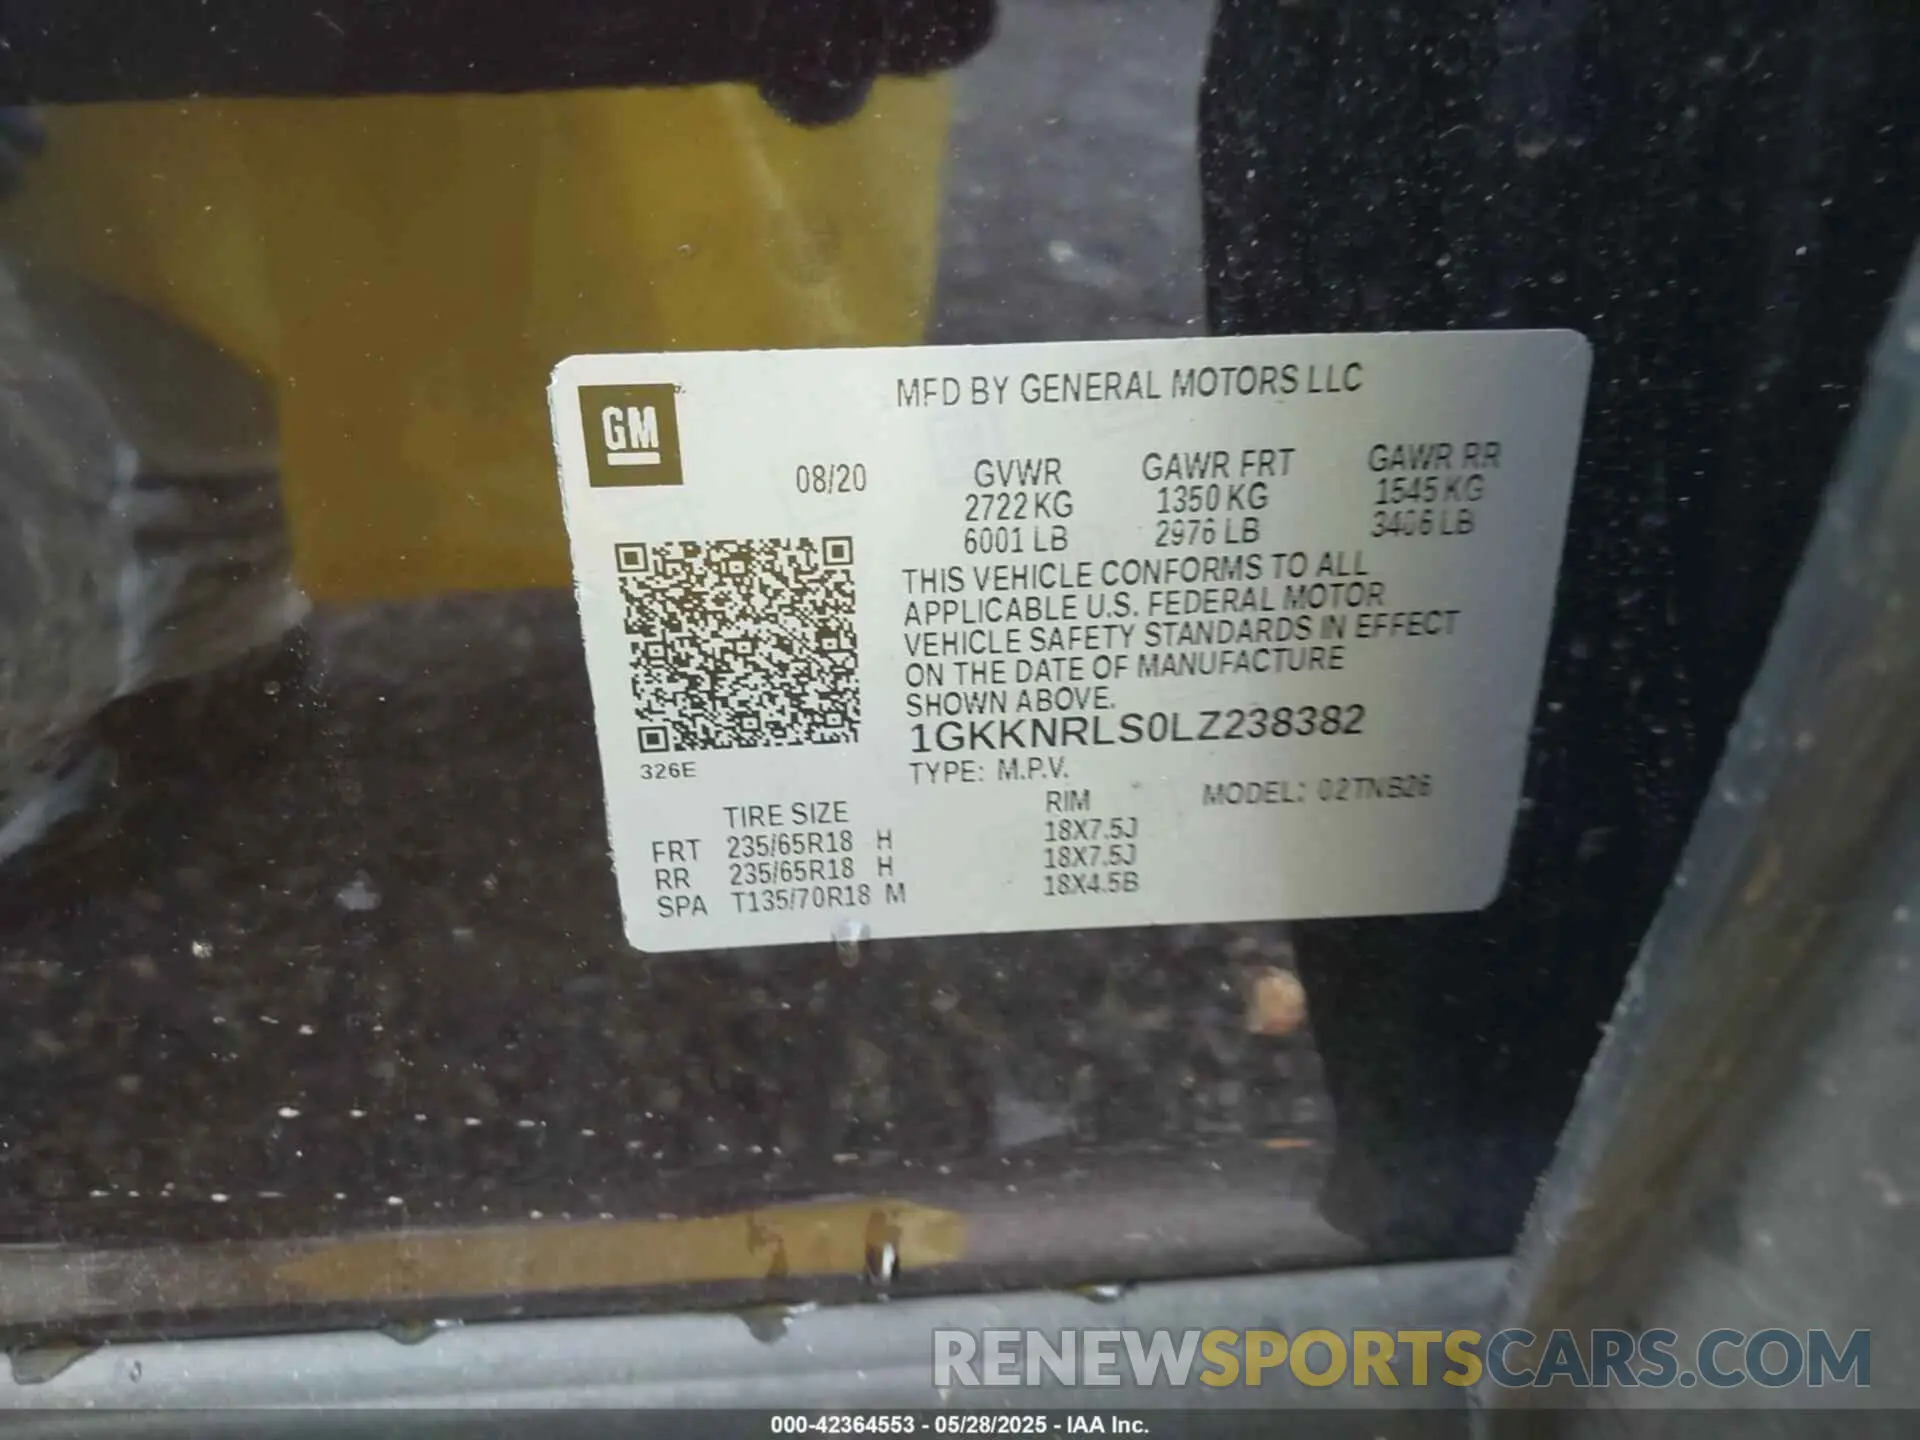 MFD BY GENERAL MOTORS LLC
GM
08/20
GVWR GAWR FRT GAWR RR
2722 KG 1350 KG 1545 KG
6001 LB 2976 LB 3406 LB
THIS VEHICLE CONFORMS TO ALL
APPLICABLE U.S. FEDERAL MOTOR
VEHICLE SAFETY STANDARDS IN EFFECT
ON THE DATE OF MANUFACTURE
SHOWN ABOVE.
1GKKNRLS0LZ238382
326E
TYPE: M.P.V.
MODEL: 02TNB26
TIRE SIZE RIM
FRT 235/65R18 H 18X7.5J
RR 235/65R18 H 18X7.5J
SPA T135/70R18 M 18X4.5B
RENEWSPORTSCARS.COM
000-42364553 - 05/28/2025 - IAA Inc.